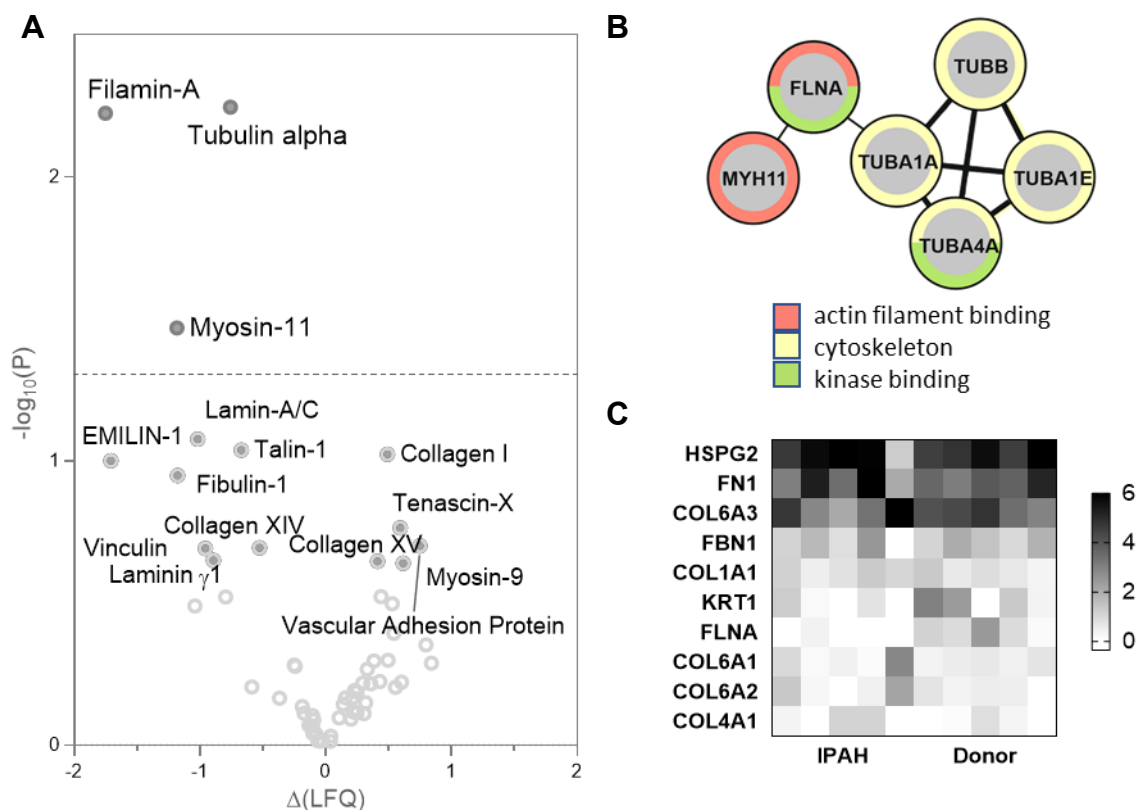 A
Filamin-A
Tubulin alpha
2
Myosin-11
-log10(P)
Lamin-A/C
EMILIN-1
Talin-1
Collagen I
1
Fibulin-1
Tenascin-X
Collagen XIV
Collagen XV
Vinculin
Laminin γ1
Myosin-9
Vascular Adhesion Protein
0
-2
-1
0
1
2
Δ(LFQ)
B
TUBB
FLNA
TUBA1A
MYH11
TUBA1E
TUBA4A
actin filament binding
cytoskeleton
kinase binding
C
HSPG2
FN1
COL6A3
FBN1
COL1A1
KRT1
FLNA
COL6A1
COL6A2
COL4A1
IPAH Donor
6
4
2
0